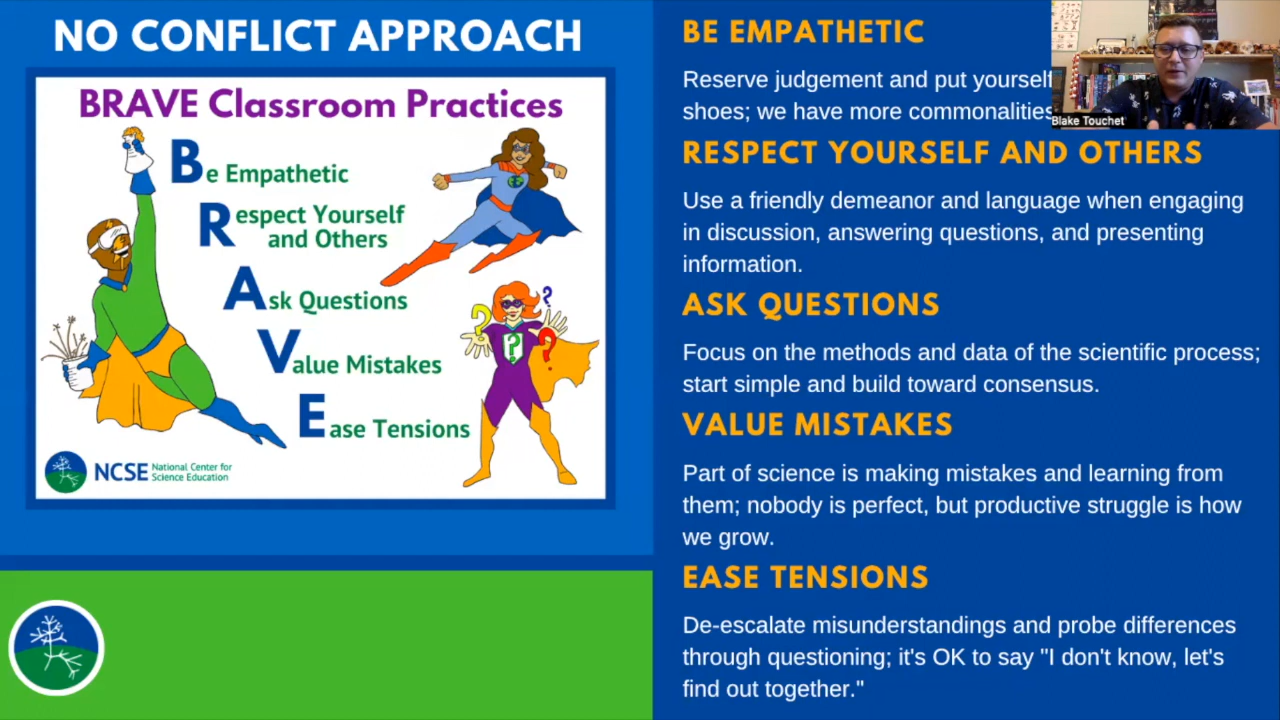 NO CONFLICT APPROACH
BRAVE Classroom Practices
Be Empathetic
Respect Yourself
and Others
Ask Questions
Value Mistakes
Ease Tensions
NCSE National Center for
Science Education
BE EMPATHETIC
Reserve judgement and put yourself
shoes; we have more commonalities
Blake Touchet
RESPECT YOURSELF AND OTHERS
Use a friendly demeanor and language when engaging
in discussion, answering questions, and presenting
information.
ASK QUESTIONS
Focus on the methods and data of the scientific process;
start simple and build toward consensus.
VALUE MISTAKES
Part of science is making mistakes and learning from
them; nobody is perfect, but productive struggle is how
we grow.
EASE TENSIONS
De-escalate misunderstandings and probe differences
through questioning; it's OK to say "I don't know, let's
find out together."